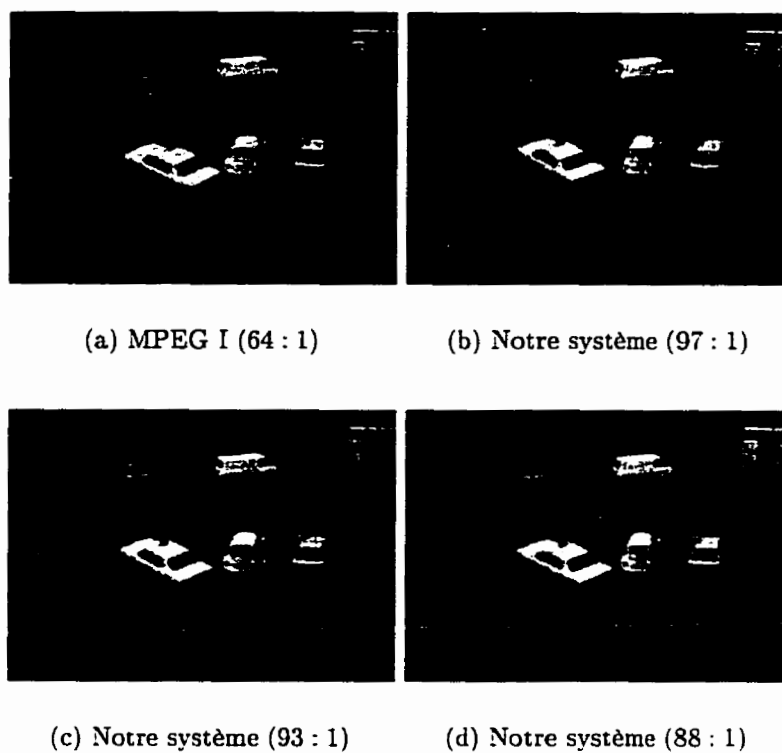 (a) MPEG I (64 : 1)
(b) Notre système (97 : 1)
(c) Notre système (93 : 1)
(d) Notre système (88 : 1)